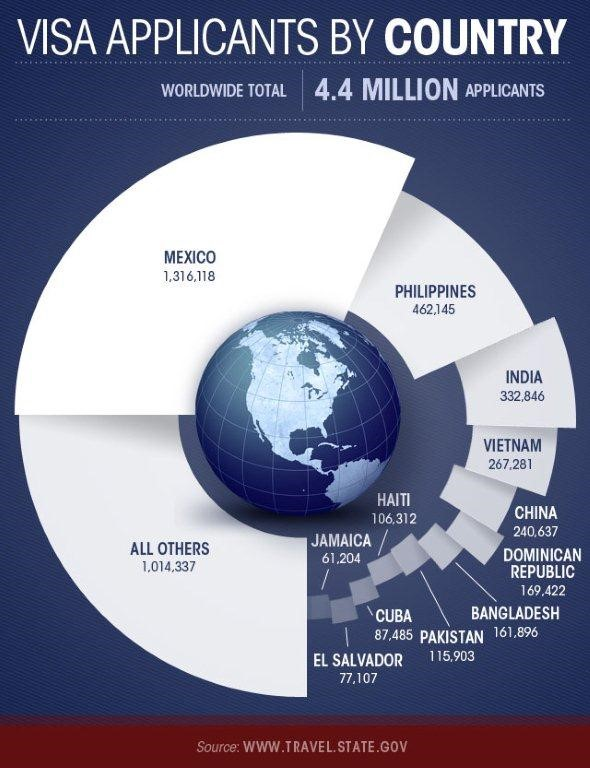 VISA APPLICANTS BY COUNTRY
WORLDWIDE TOTAL 4.4 MILLION APPLICANTS
MEXICO
1,316,118
PHILIPPINES
462,145
INDIA
332,846
VIETNAM
267,281
CHINA
240,637
DOMINICAN
REPUBLIC
169,422
BANGLADESH
161,896
PAKISTAN
115,903
HAITI
106,312
CUBA
87,485
EL SALVADOR
77,107
JAMAICA
61,204
ALL OTHERS
1,014,337
Source: WWW.TRAVEL.STATE.GOV